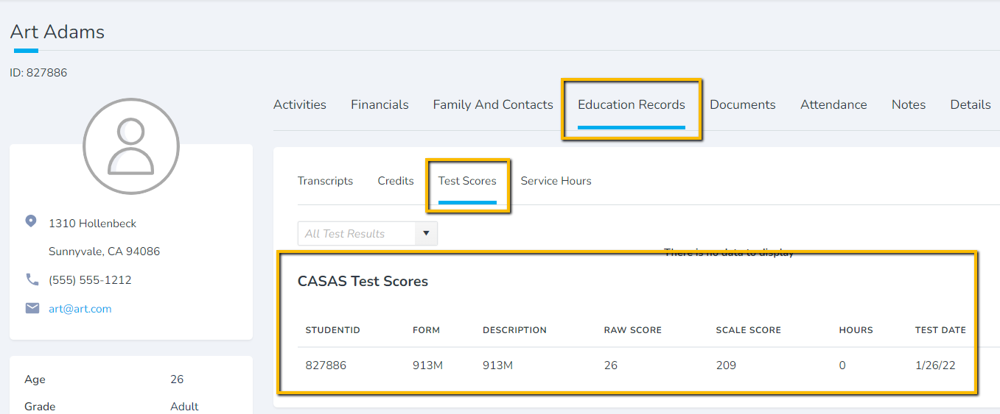 Art Adams
ID: 827886
Activities Financials Family And Contacts Education Records Documents Attendance Notes Details
1310 Hollenbeck
Sunnyvale, CA 94086
(555) 555-1212
art@art.com
Age 26
Grade Adult
Transcripts Credits Test Scores Service Hours
All Test Results
There is no data to display
CASAS Test Scores
STUDENTID FORM DESCRIPTION RAW SCORE SCALE SCORE HOURS TEST DATE
827886 913M 913M 26 209 0 1/26/22